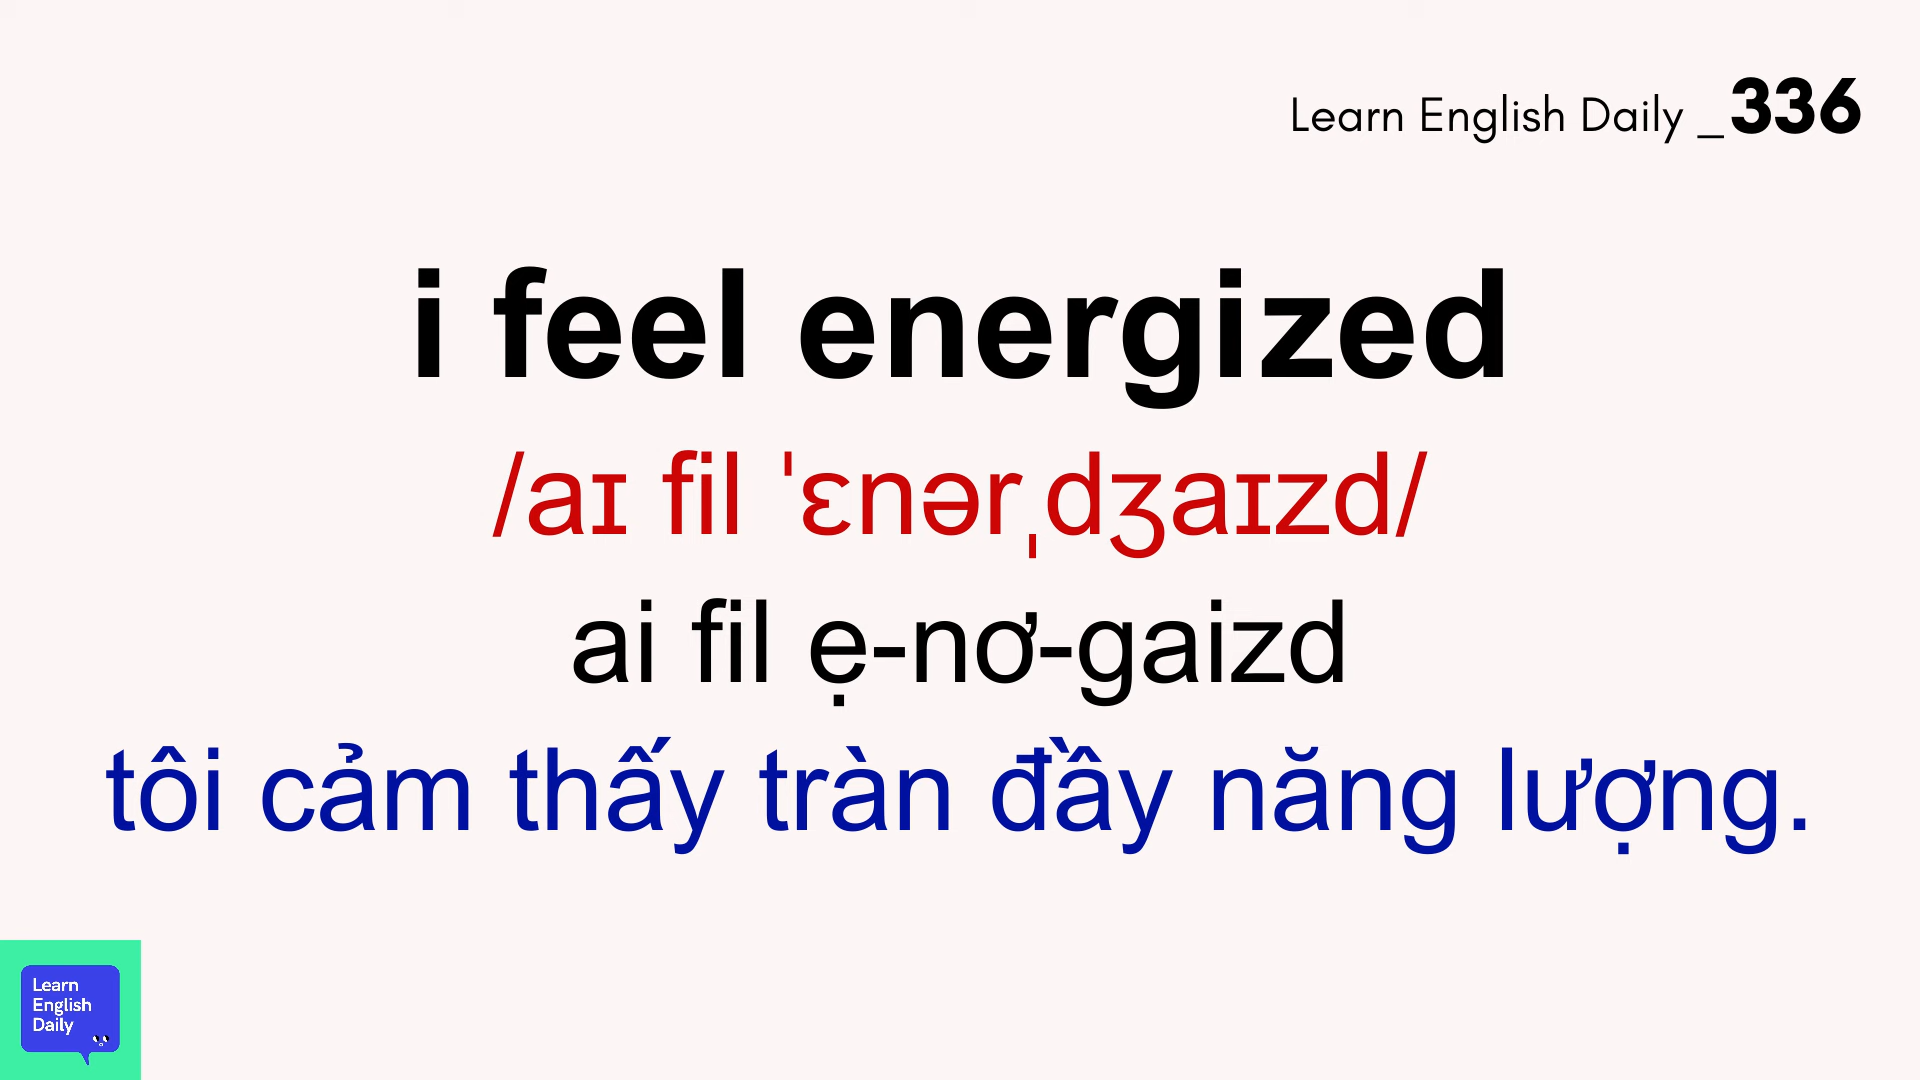 Learn English Daily _336
i feel energized
/aɪ fil ˈɛnərˌdʒaɪzd/
ai fil ẹ-nơ-gaizd
tôi cảm thấy tràn đầy năng lượng.
Learn
English
Daily